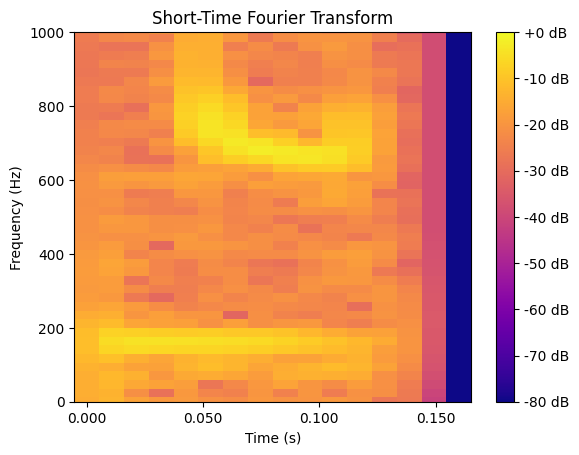 Short-Time Fourier Transform
1000
800
600
400
200
0
Frequency (Hz)
0.000
0.050
0.100
0.150
Time (s)
+0 dB
-10 dB
-20 dB
-30 dB
-40 dB
-50 dB
-60 dB
-70 dB
-80 dB